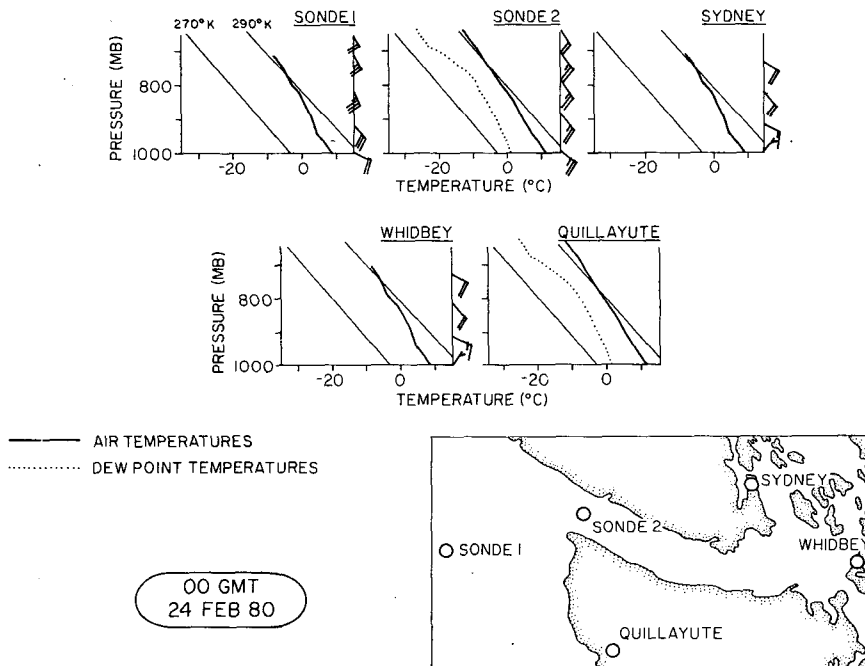 SONDE 1
SONDE 2
SYDNEY
270°K 290°K
PRESSURE (MB)
800
1000
-20 0
-20 0
-20 0
TEMPERATURE (°C)
WHIDBEY
QUILLAYUTE
PRESSURE (MB)
800
1000
-20 0
-20 0
TEMPERATURE (°C)
AIR TEMPERATURES
DEW POINT TEMPERATURES
00 GMT
24 FEB 80
SYDNEY
SONDE 2
WHIDBEY
SONDE 1
QUILLAYUTE